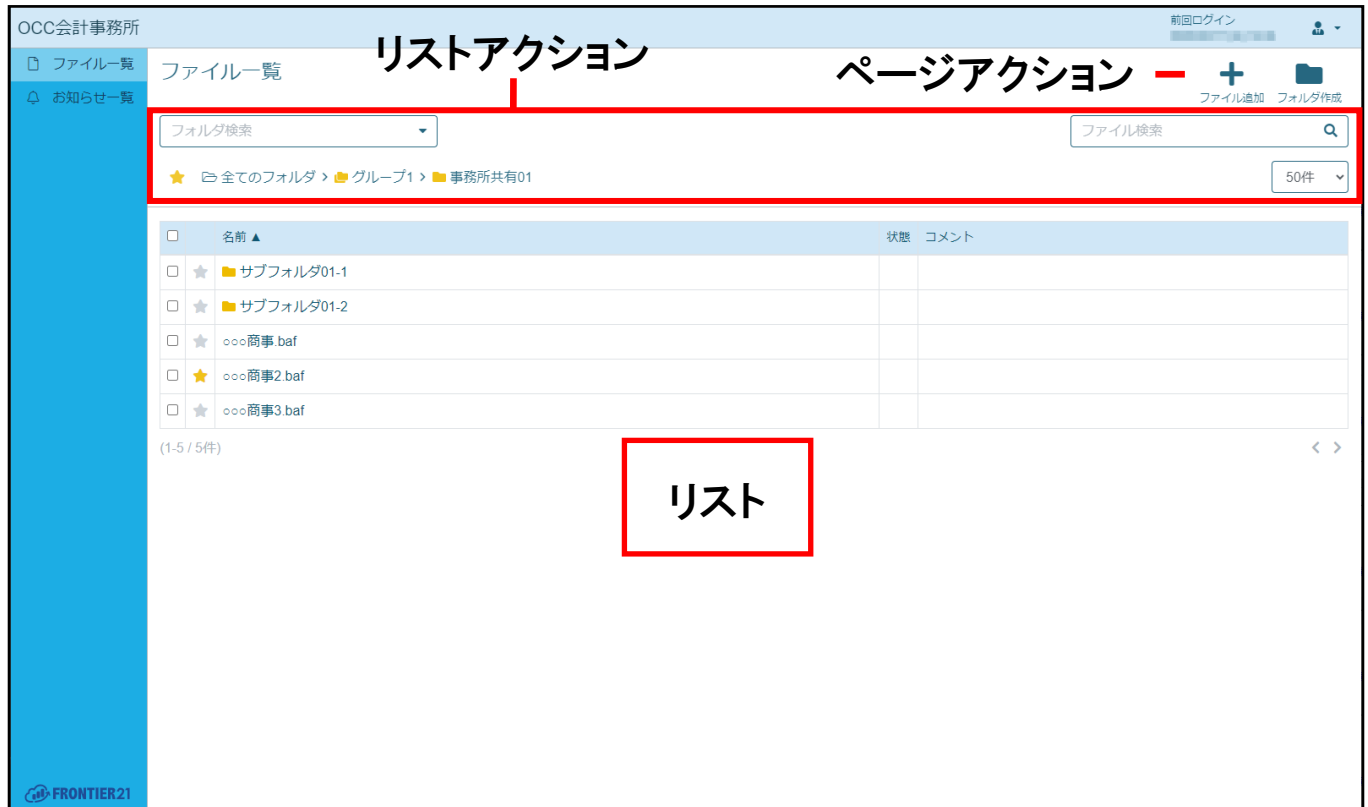 OCC会計事務所
前回ログイン
ファイル一覧
お知らせ一覧
ファイル一覧
リストアクション
ページアクション
ファイル追加
フォルダ作成
フォルダ検索
ファイル検索
全てのフォルダ > グループ1 > 事務所共有01
50件
名前▲ 状態 コメント
サブフォルダ01-1
サブフォルダ01-2
○○○商事.baf
○○○商事2.baf
○○○商事3.baf
(1-5 / 5件)
< >
リスト
FRONTIER21